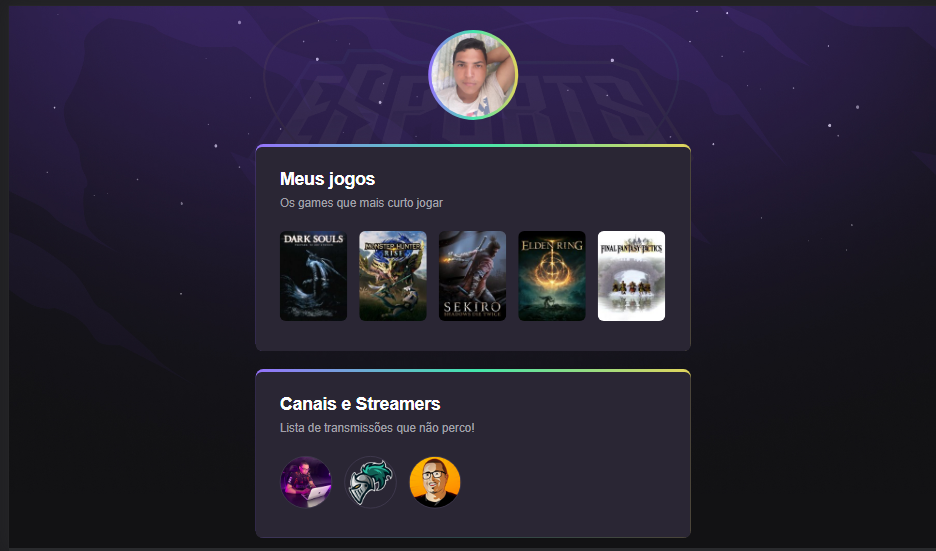 ESPORTS
Meus jogos
Os games que mais curto jogar
DARK SOULS
MONSTER HUNTER
RISE
SEKIRO
SHADOWS DIE TWICE
ELDEN RING
FINAL FANTASY TACTICS
Canais e Streamers
Lista de transmissões que não perco!